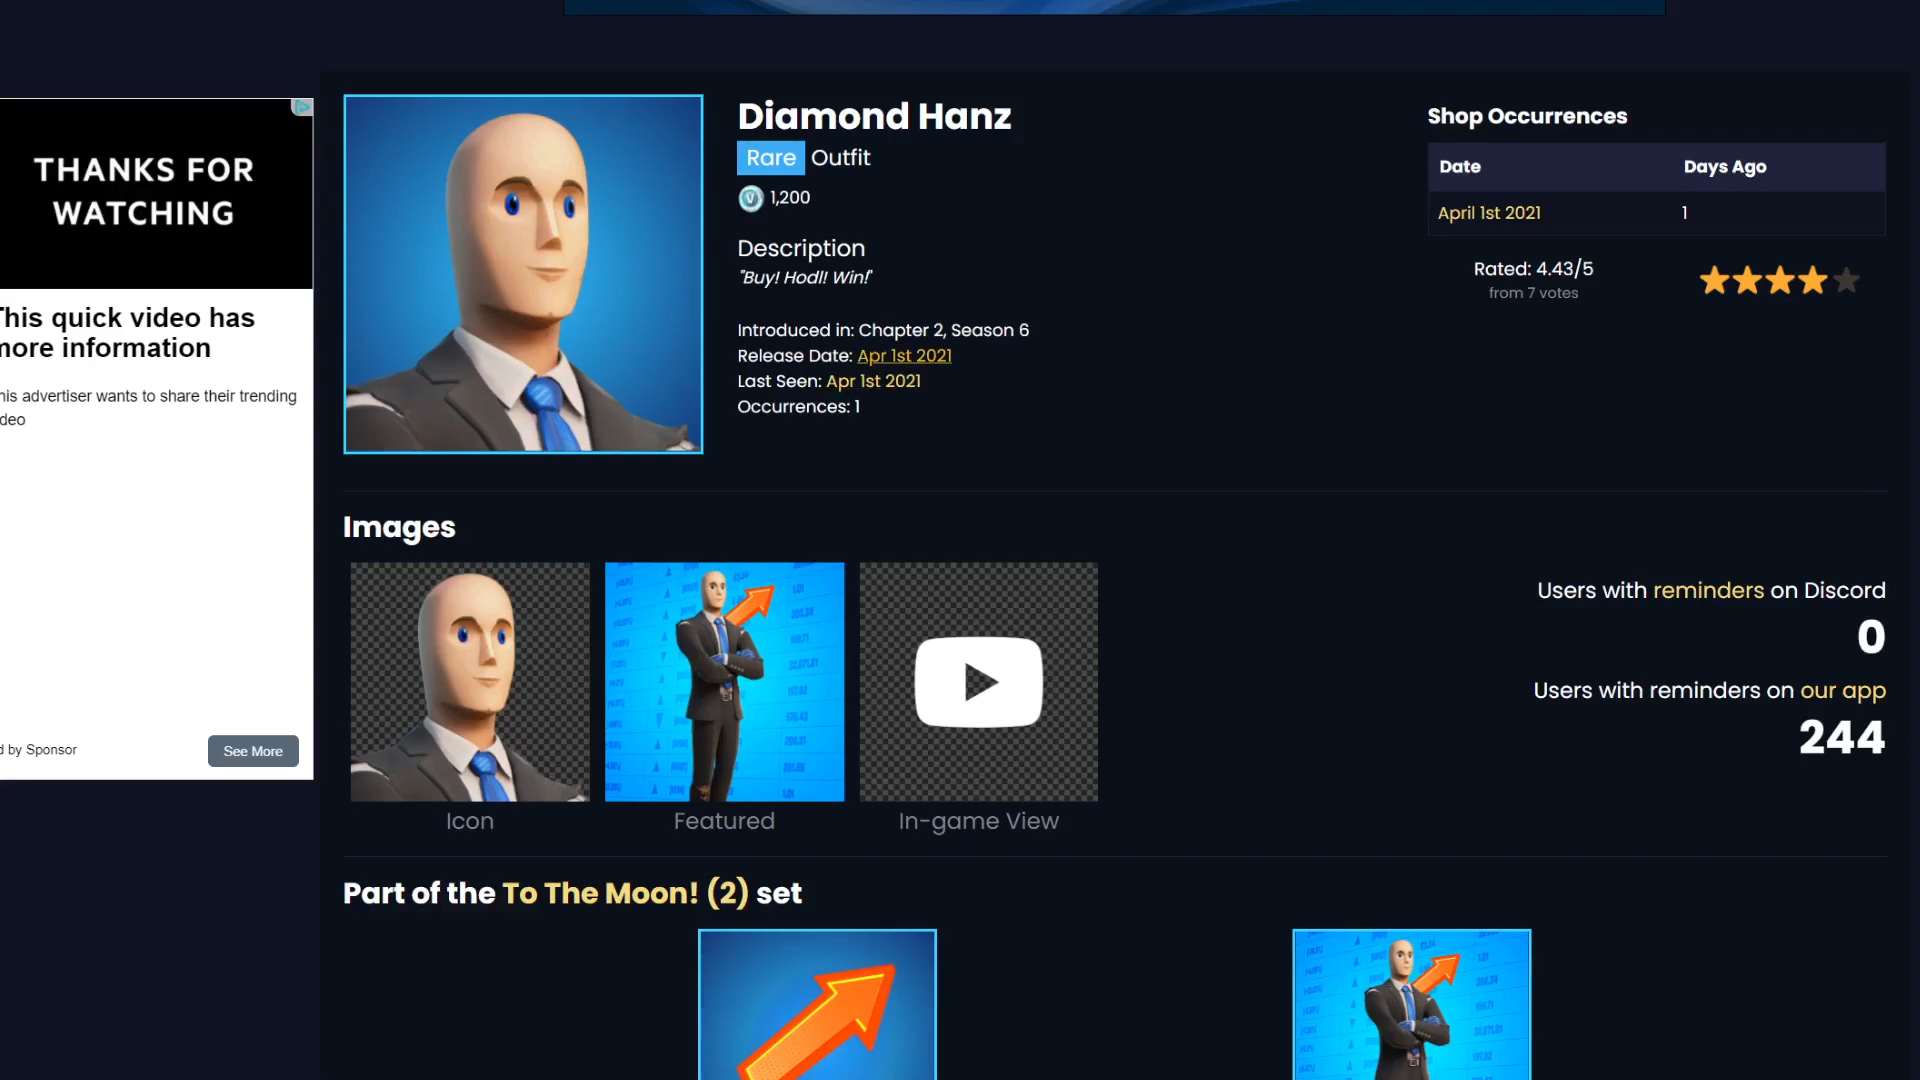 THANKS FOR
WATCHING
This quick video has
more information
his advertiser wants to share their trending
deo
d by Sponsor
See More
Diamond Hanz
Rare Outfit
1,200
Description
"Buy! Hodl! Win!"
Introduced in: Chapter 2, Season 6
Release Date: Apr 1st 2021
Last Seen: Apr 1st 2021
Occurrences: 1
Shop Occurrences
Date Days Ago
April 1st 2021 1
Rated: 4.43/5
from 7 votes
Images
Icon
Featured
In-game View
Users with reminders on Discord
0
Users with reminders on our app
244
Part of the To The Moon! (2) set